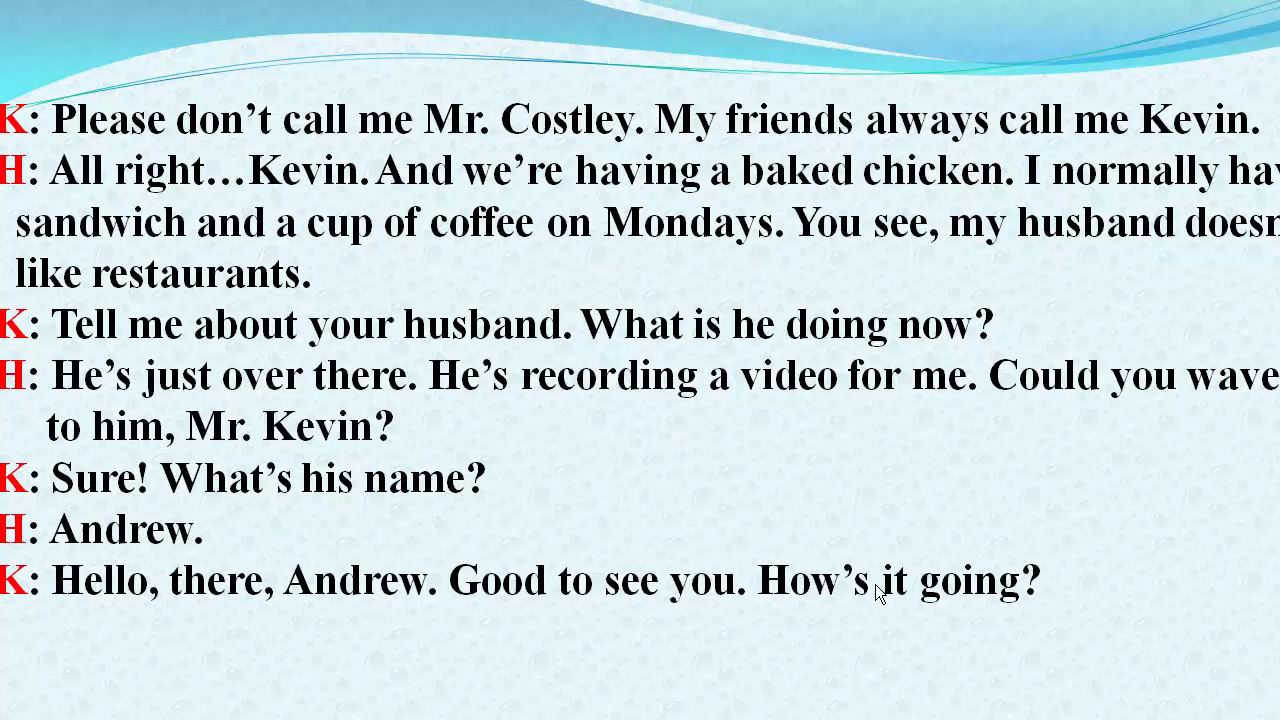 K: Please don’t call me Mr. Costley. My friends always call me Kevin.
H: All right…Kevin. And we’re having a baked chicken. I normally
sandwich and a cup of coffee on Mondays. You see, my husband
like restaurants.
K: Tell me about your husband. What is he doing now?
H: He’s just over there. He’s recording a video for me. Could you wave
to him, Mr. Kevin?
K: Sure! What’s his name?
H: Andrew.
K: Hello, there, Andrew. Good to see you. How’s it going?